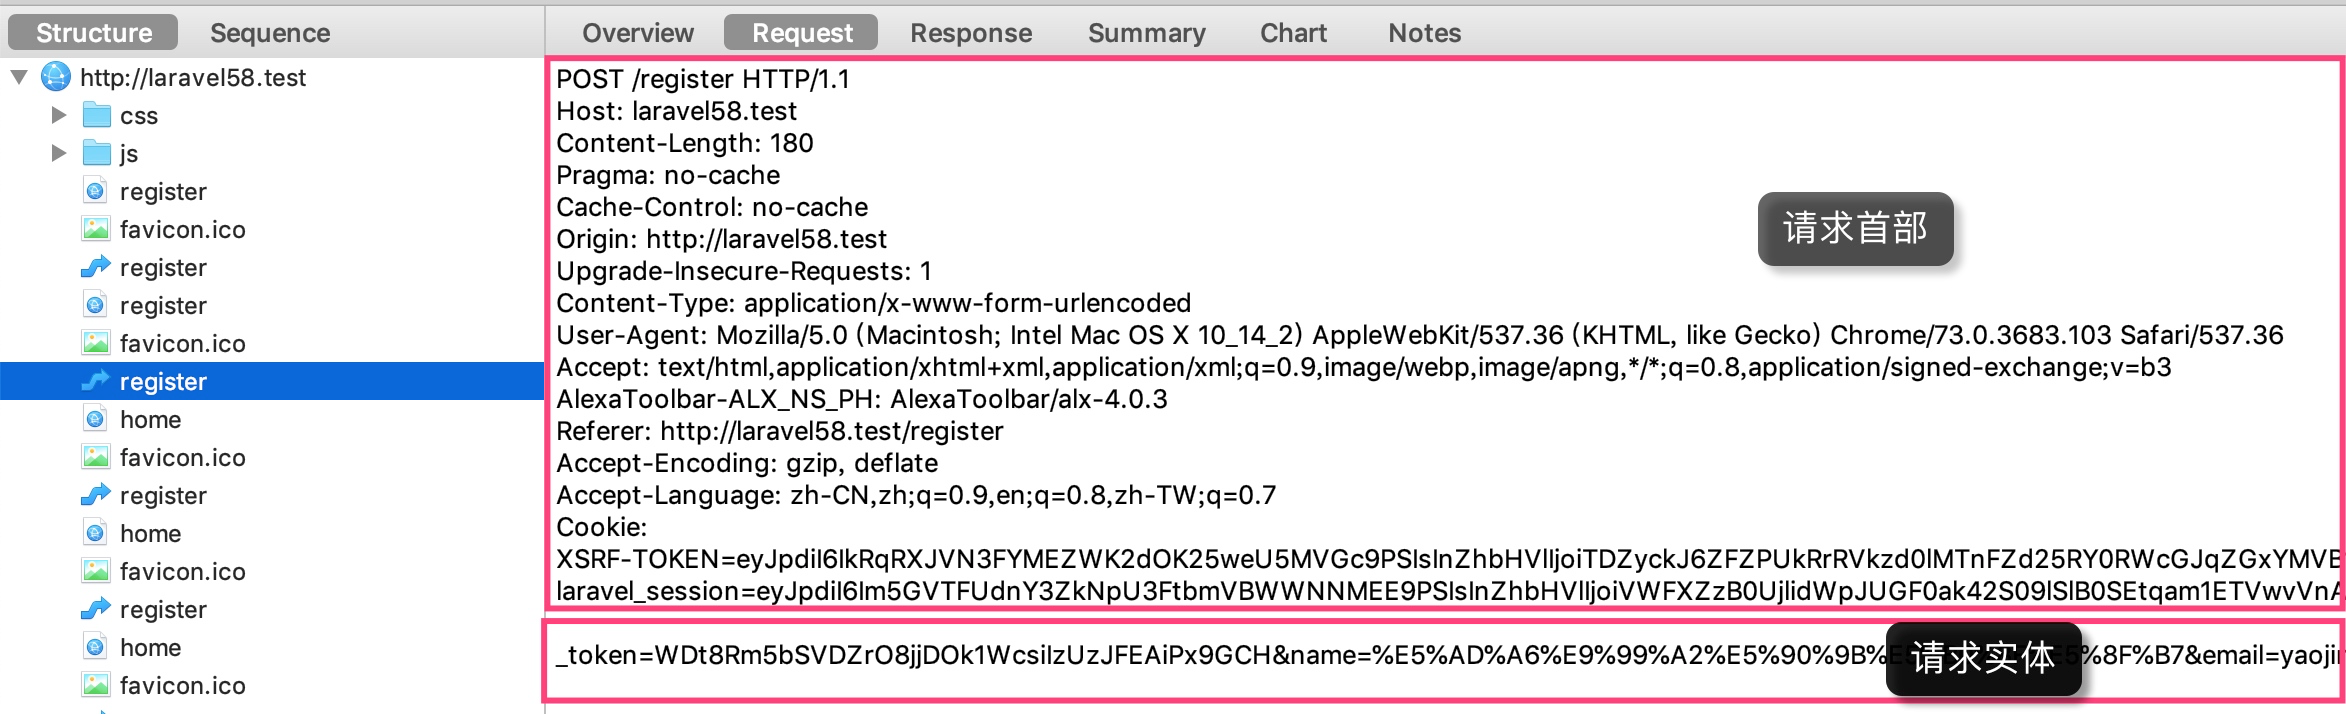 Structure
Sequence
Overview
Request
Response
Summary
Chart
Notes
http://laravel58.test
css
js
register
favicon.ico
register
register
favicon.ico
register
home
favicon.ico
register
home
favicon.ico
register
home
favicon.ico
POST /register HTTP/1.1
Host: laravel58.test
Content-Length: 180
Pragma: no-cache
Cache-Control: no-cache
Origin: http://laravel58.test
Upgrade-Insecure-Requests: 1
Content-Type: application/x-www-form-urlencoded
User-Agent: Mozilla/5.0 (Macintosh; Intel Mac OS X 10_14_2) AppleWebKit/537.36 (KHTML, like Gecko) Chrome/73.0.3683.103 Safari/537.36
Accept: text/html,application/xhtml+xml,application/xml;q=0.9,image/webp,image/apng,*/*;q=0.8,application/signed-exchange;v=b3
AlexaToolbar-ALX_NS_PH: AlexaToolbar/alx-4.0.3
Referer: http://laravel58.test/register
Accept-Encoding: gzip, deflate
Accept-Language: zh-CN,zh;q=0.9,en;q=0.8,zh-TW;q=0.7
Cookie:
XSRF-TOKEN=eyJpdiI6IkRqRXJVN3FYMEZWK2dOK25weU5MVGc9PSIsInZhbHVlIjoiTDZyckJ6ZFZPUkRrRVkzd0lMTnFZd25RY0RWcGJqZGxYMVB
laravel_session=eyJpdiI6Im5GVTFUdnY3ZkNpU3FtbmVBWWNNMEE9PSIsInZhbHVlIjoiVWFXZzB0UjlidWpJUGF0ak42S09lSlB0SEtqam1ETVwvVnA
请求首部
_token=WDt8Rm5bSVDZrO8jjDOk1WcsilzUzJFEAiPx9GCH&name=%E5%AD%A6%E9%99%A2%E5%90%9B%E 8F%B7&email=yaojin
请求实体